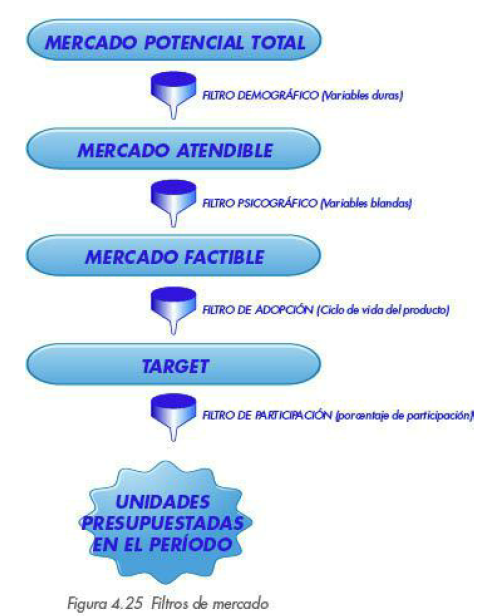 MERCADO POTENCIAL TOTAL
FILTRO DEMOGRÁFICO (Variables duras)
MERCADO ATENDIBLE
FILTRO PSICOGRÁFICO (Variables blandas)
MERCADO FACTIBLE
FILTRO DE ADOPCIÓN (Ciclo de vida del producto)
TARGET
FILTRO DE PARTICIPACIÓN (porcentaje de participación)
UNIDADES
PRESUPUESTADAS
EN EL PERÍODO
Figura 4.25 Filtros de mercado